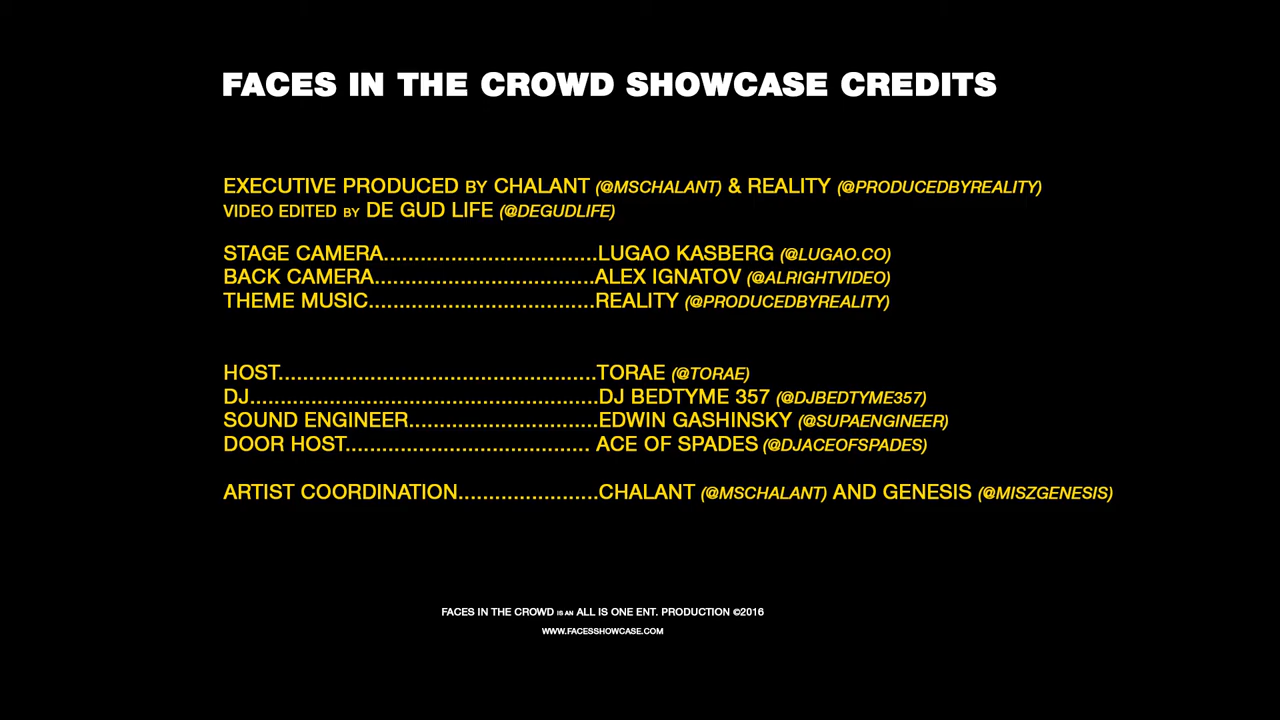 FACES IN THE CROWD SHOWCASE CREDITS
EXECUTIVE PRODUCED BY CHALANT (@MSCHALANT) & REALITY (@PRODUCEDBYREALITY)
VIDEO EDITED BY DE GUD LIFE (@DEGUDLIFE)
STAGE CAMERA...................................LUGAO KASBERG (@LUGAO.CO)
BACK CAMERA....................................ALEX IGNATOV (@ALRIGHTVIDEO)
THEME MUSIC.....................................REALITY (@PRODUCEDBYREALITY)
HOST....................................................TORAE (@TORAE)
DJ.........................................................DJ BEDTYME 357 (@DJBEDTYME357)
SOUND ENGINEER...............................EDWIN GASHINSKY (@SUPAENGINEER)
DOOR HOST........................................ ACE OF SPADES (@DJACEOFSPADES)
ARTIST COORDINATION.......................CHALANT (@MSCHALANT) AND GENESIS (@MISZGENESIS)
FACES IN THE CROWD IS AN ALL IS ONE ENT. PRODUCTION ©2016
WWW.FACESSHOWCASE.COM